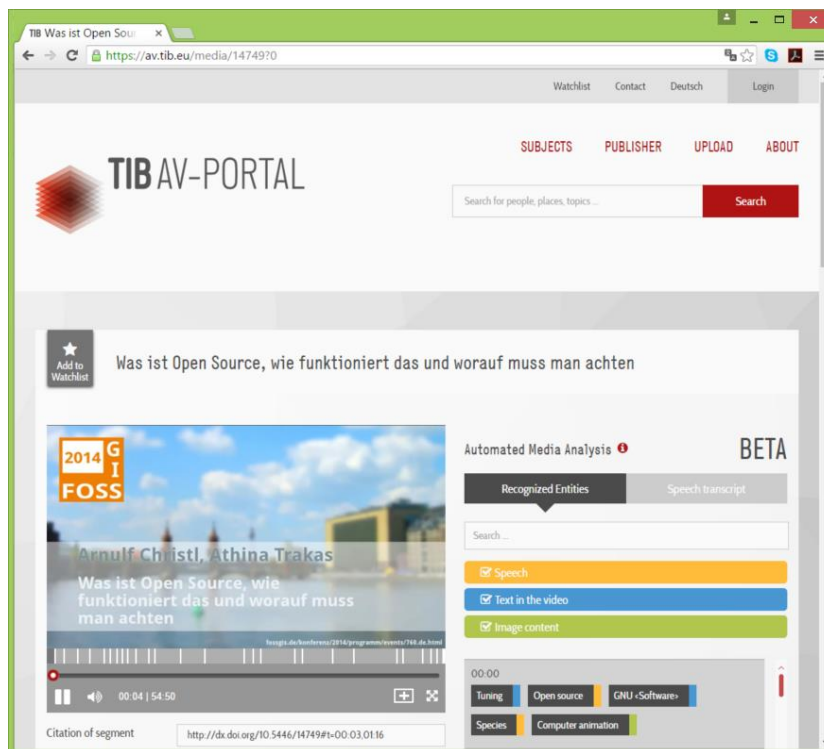 TIB Was ist Open Sou
https://av.tib.eu/media/14749?0
Watchlist Contact Deutsch Login
SUBJECTS PUBLISHER UPLOAD ABOUT
TIB AV-PORTAL
Search for people, places, topics ...
Search
Add to
Watchlist
Was ist Open Source, wie funktioniert das und worauf muss man achten
2014 G
I
FOSS
Arnulf Christl, Athina Trakas
Was ist Open Source, wie
funktioniert das und worauf muss
man achten
fossgis.de/konferenz/2014/programm/events/760.de.html
00:04 | 54:50
Citation of segment
http://dx.doi.org/10.5446/14749#t=00:03,01:16
Automated Media Analysis
BETA
Recognized Entities Speech transcript
Search ...
Speech
Text in the video
Image content
00:00
Tuning Open source GNU <Software>
Species Computer animation